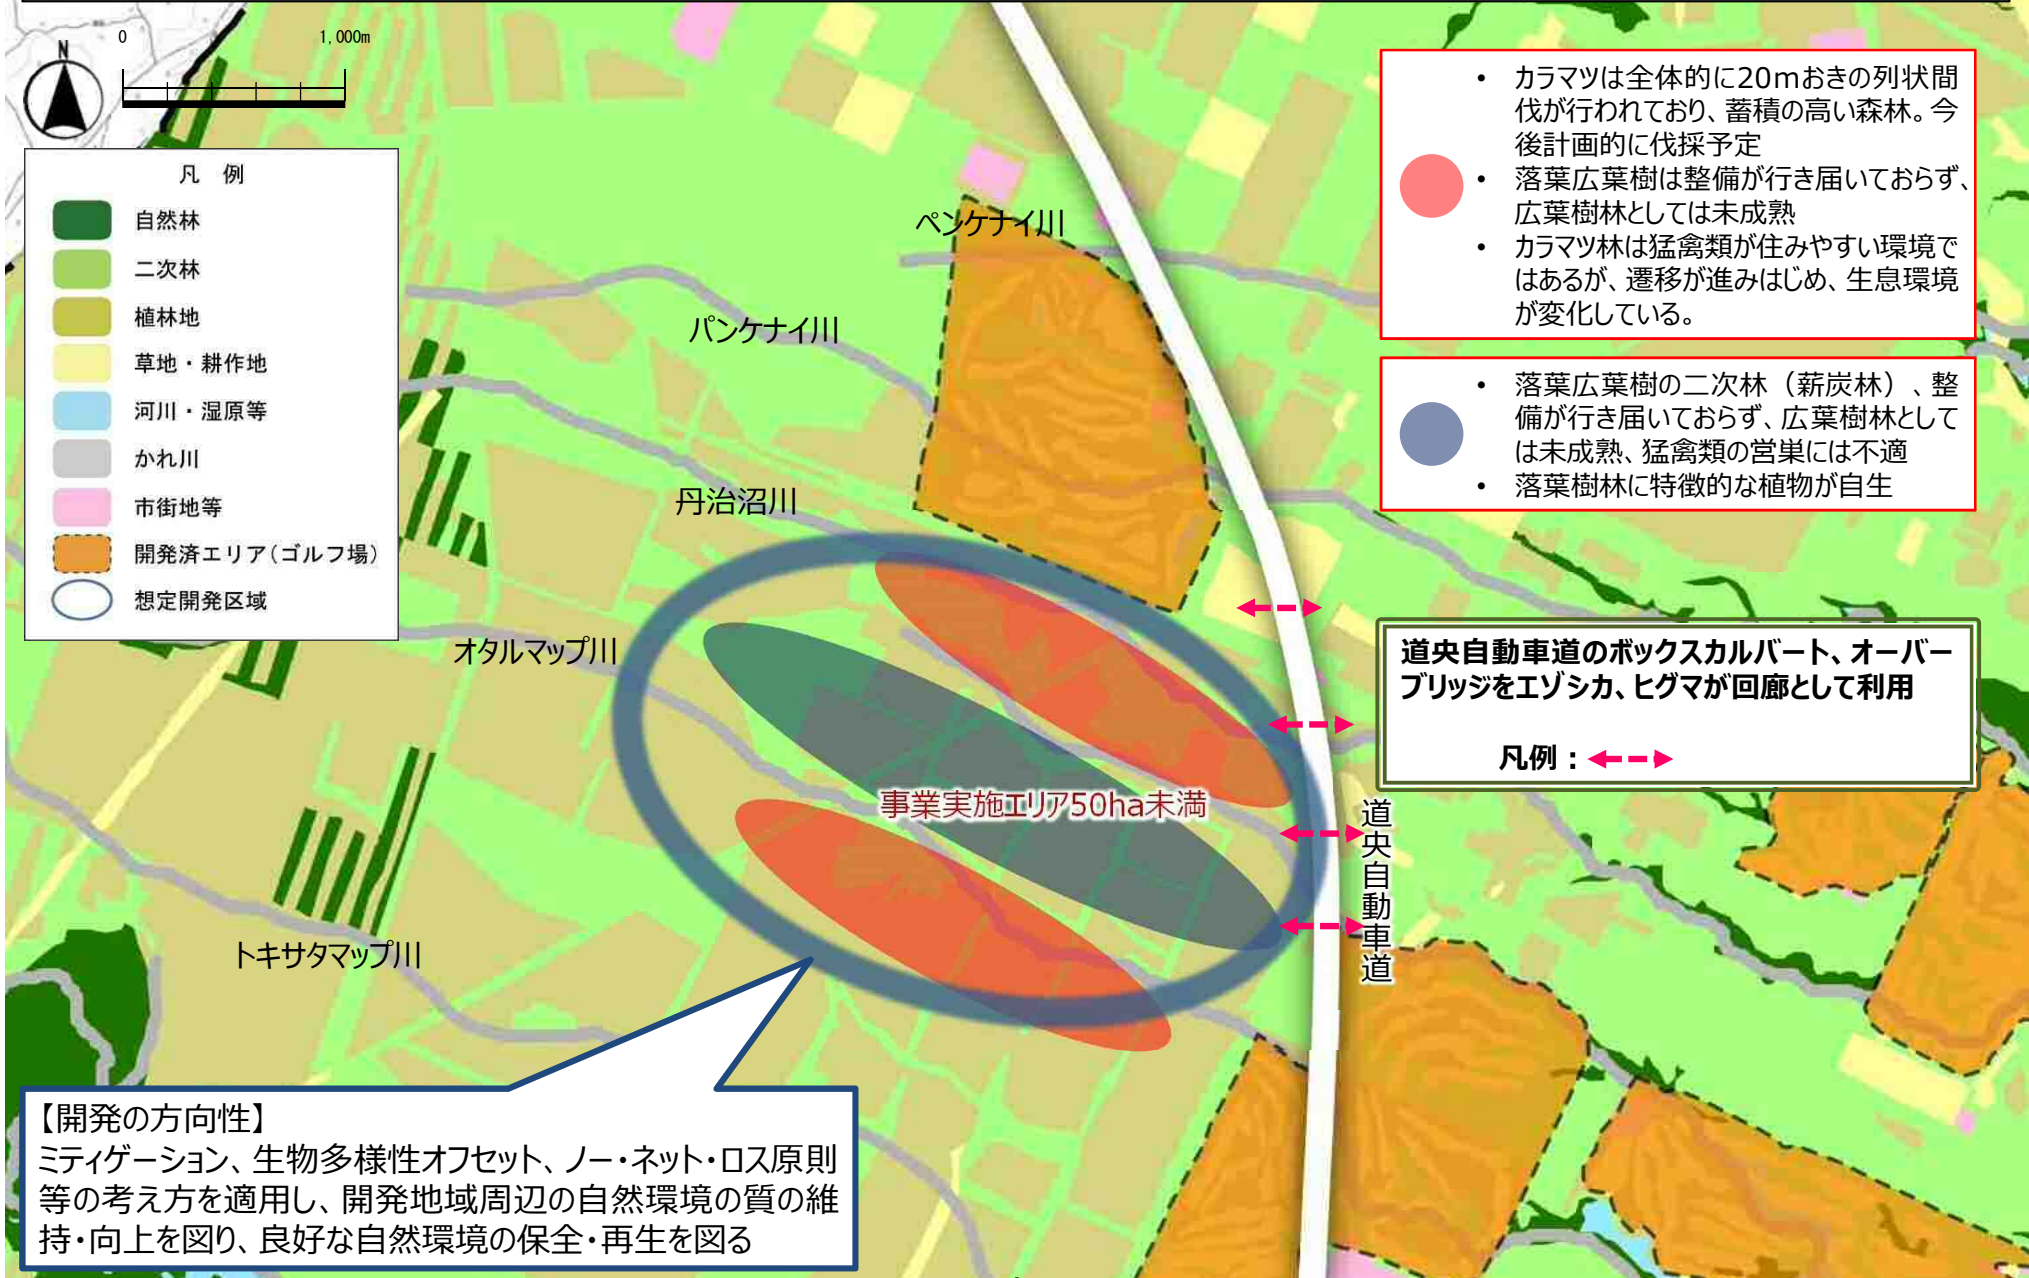 N
0 1,000m
凡 例
自然林
二次林
植林地
草地・耕作地
河川・湿原等
かれ川
市街地等
開発済エリア(ゴルフ場)
想定開発区域
• カラマツは全体的に20mおきの列状間
伐が行われており、蓄積の高い森林。今
後計画的に伐採予定
• 落葉広葉樹は整備が行き届いておらず、
広葉樹林としては未成熟
• カラマツ林は猛禽類が住みやすい環境で
はあるが、遷移が進みはじめ、生息環境
が変化している。
• 落葉広葉樹の二次林（薪炭林）、整
備が行き届いておらず、広葉樹林として
は未成熟、猛禽類の営巣には不適
• 落葉樹林に特徴的な植物が自生
ペンケナイ川
パンケナイ川
丹治沼川
オタルマップ川
トキサタマップ川
事業実施エリア50ha未満
道央自動車道のボックスカルバート、オーバー
ブリッジをエゾシカ、ヒグマが回廊として利用
凡例：
道央自動車道
【開発の方向性】
ミティゲーション、生物多様性オフセット、ノー・ネット・ロス原則
等の考え方を適用し、開発地域周辺の自然環境の質の維
持・向上を図り、良好な自然環境の保全・再生を図る